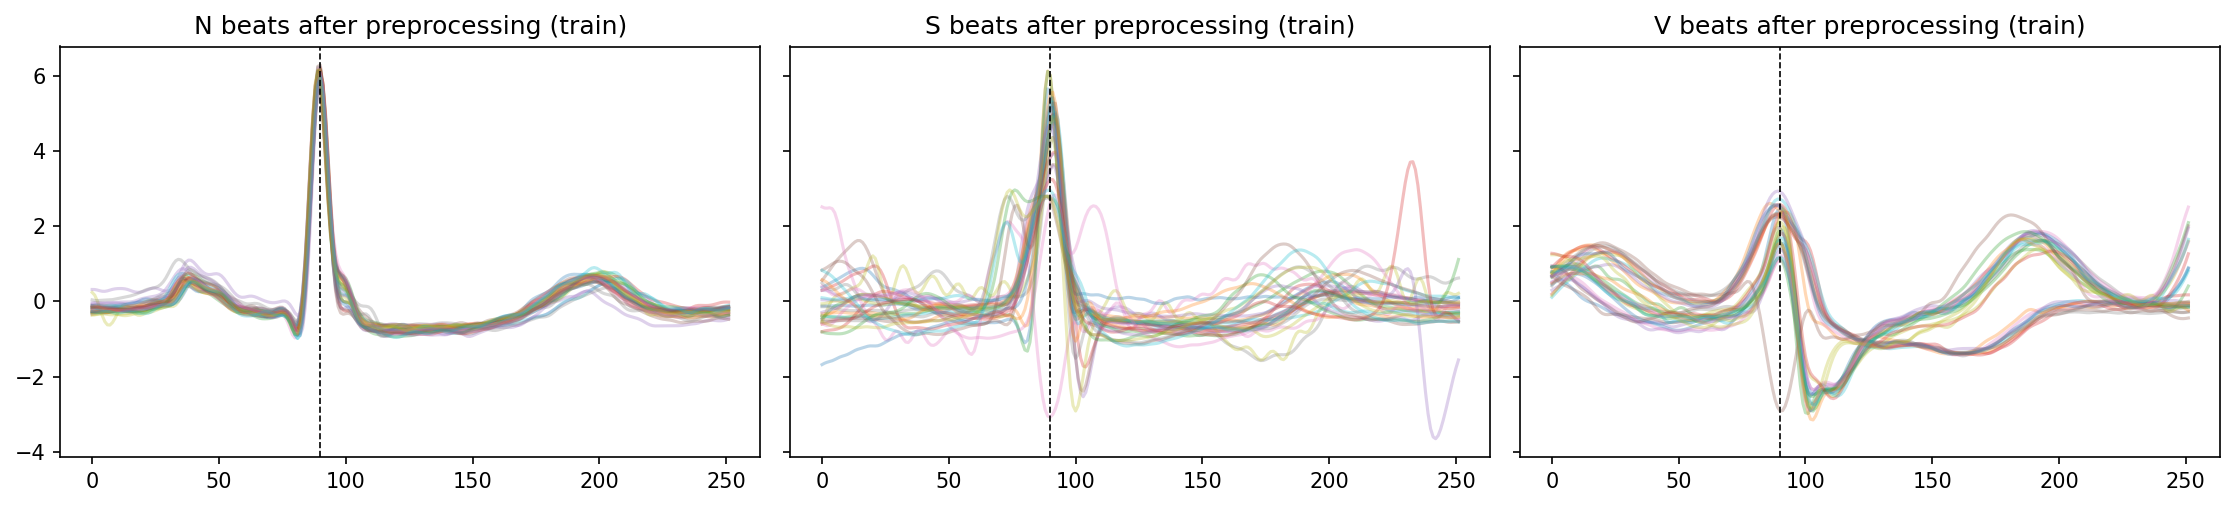 N beats after preprocessing (train)
S beats after preprocessing (train)
V beats after preprocessing (train)
6
4
2
0
−2
−4
0 50 100 150 200 250
0 50 100 150 200 250
0 50 100 150 200 250